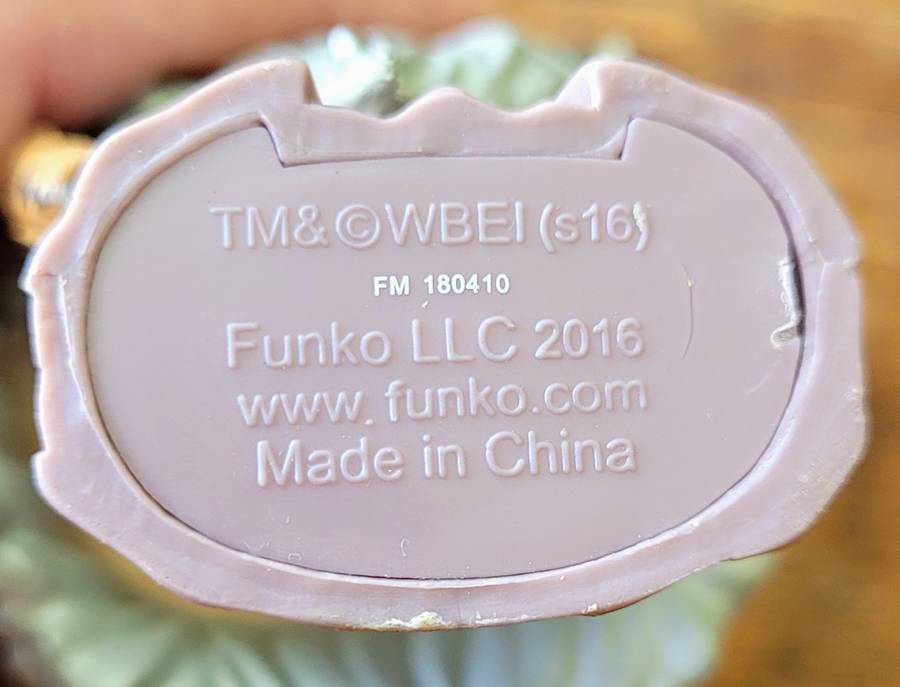 TM&©WBEI (s16)
FM 180410
Funko LLC 2016
www.funko.com
Made in China